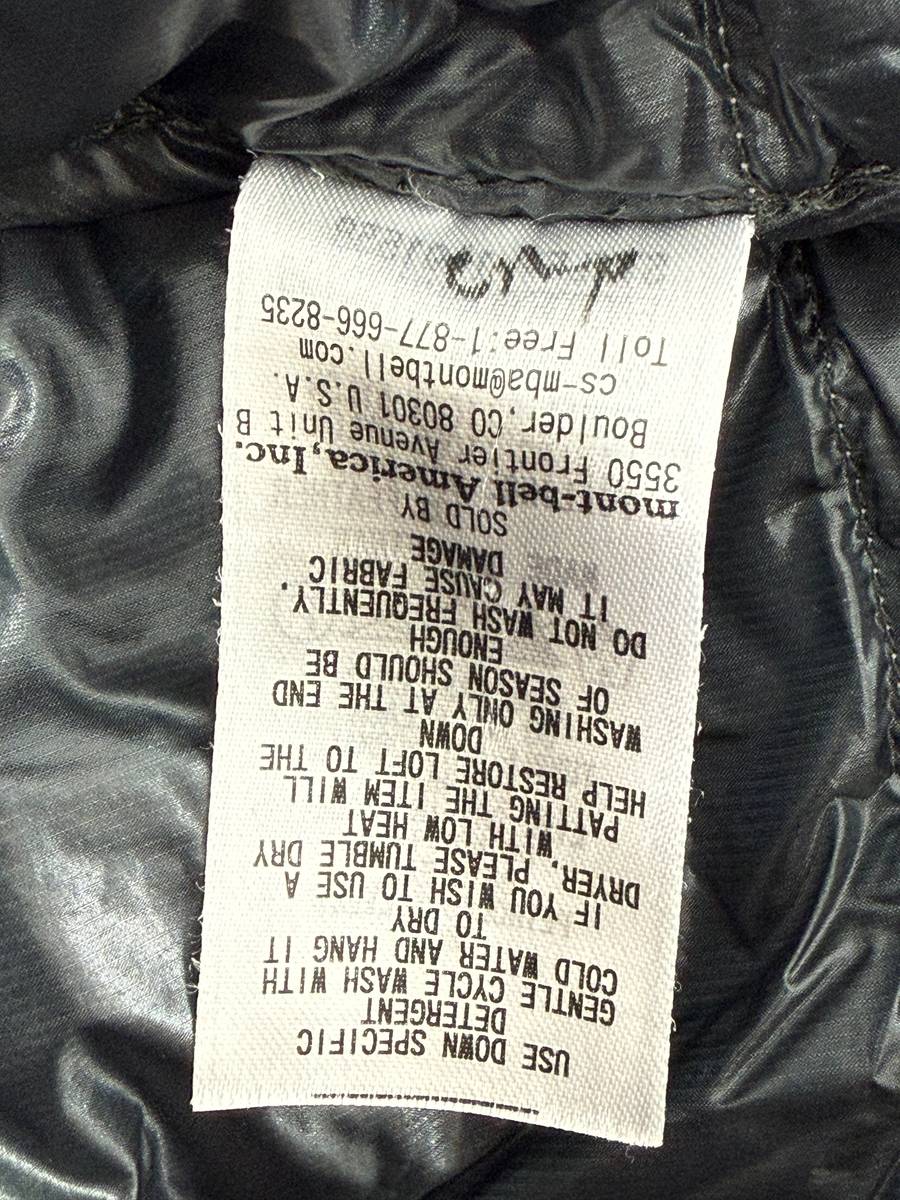 USE DOWN SPECIFIC
DETERGENT
GENTLE CYCLE WASH WITH
COLD WATER AND HANG IT
TO DRY
IF YOU WISH TO USE A
DRYER, PLEASE TUMBLE DRY
WITH LOW HEAT
PATTING THE ITEM WILL
HELP RESTORE LOFT TO THE
DOWN
WASHING ONLY AT THE END
OF SEASON SHOULD BE
ENOUGH
DO NOT WASH FREQUENTLY.
IT MAY CAUSE FABRIC
DAMAGE
SOLD BY
mont-bell America,Inc.
3550 Frontier Avenue Unit B
Boulder,CO 80301 U.S.A.
cs-mba@montbell.com
Toll Free:1-877-666-8235